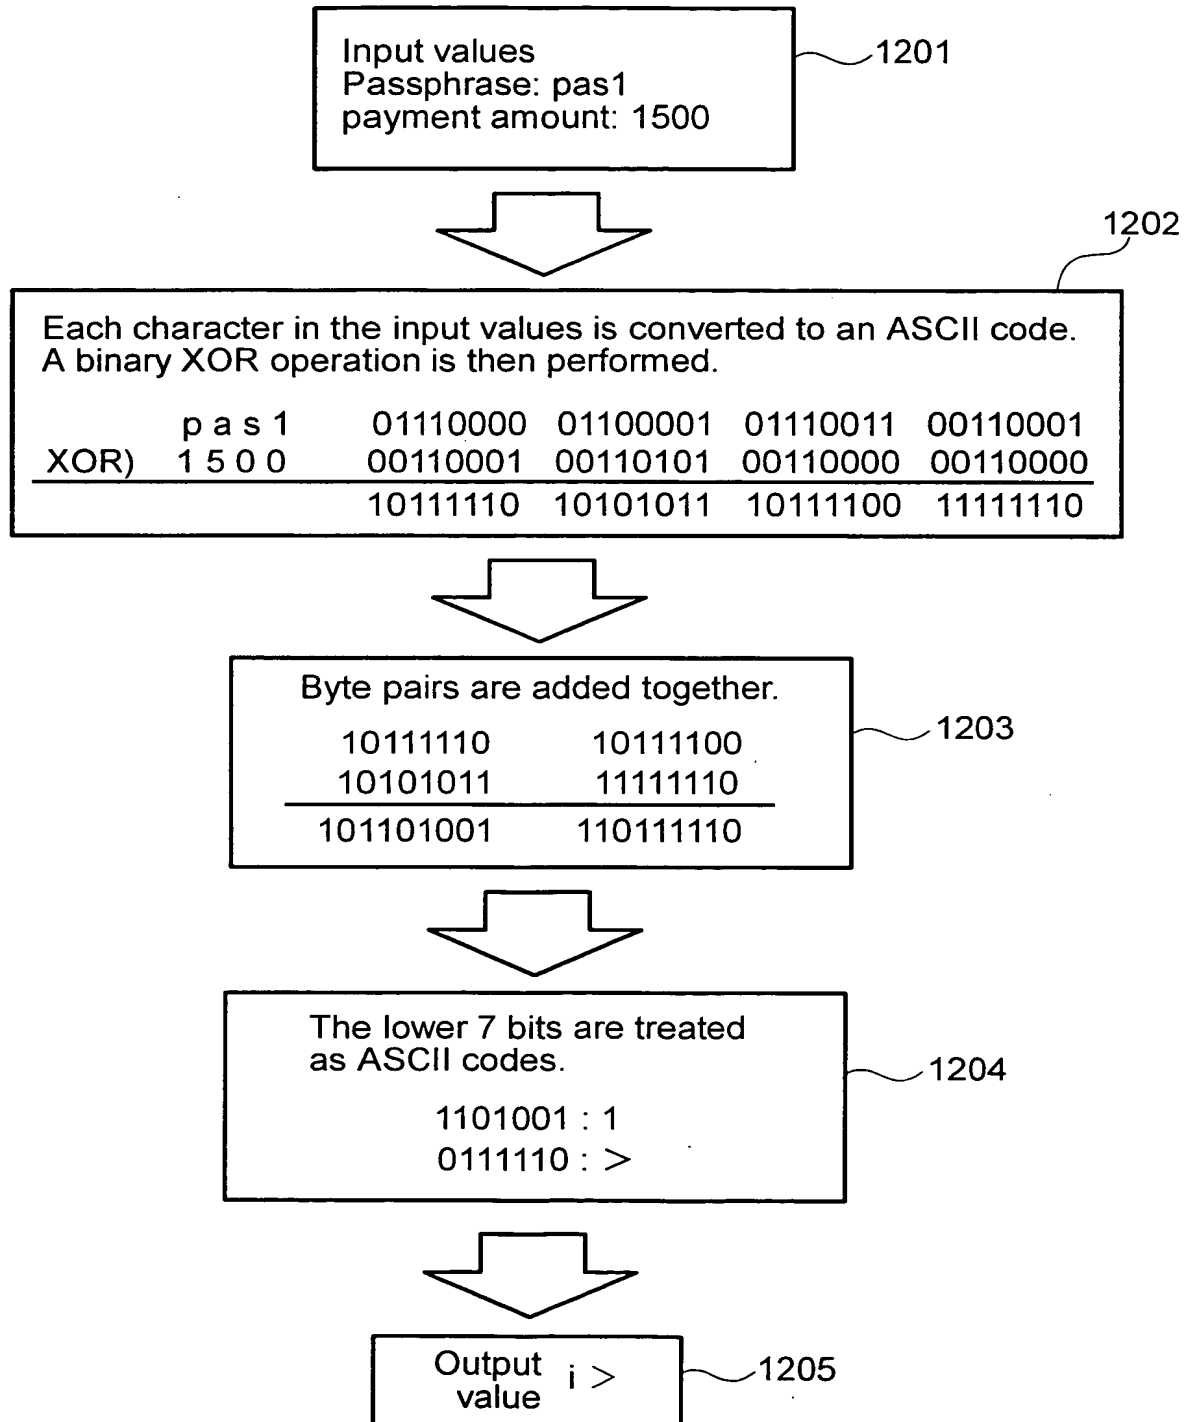 Input values
Passphrase: pas1
payment amount: 1500
1201
1202
Each character in the input values is converted to an ASCII code.
A binary XOR operation is then performed.
p a s 1 01110000 01100001 01110011 00110001
XOR) 1 5 0 0 00110001 00110101 00110000 00110000
10111110 10101011 10111100 11111110
Byte pairs are added together.
10111110 10111100
10101011 11111110
101101001 110111110
1203
The lower 7 bits are treated
as ASCII codes.
1101001 : 1
0111110 : >
1204
Output i >
value
1205